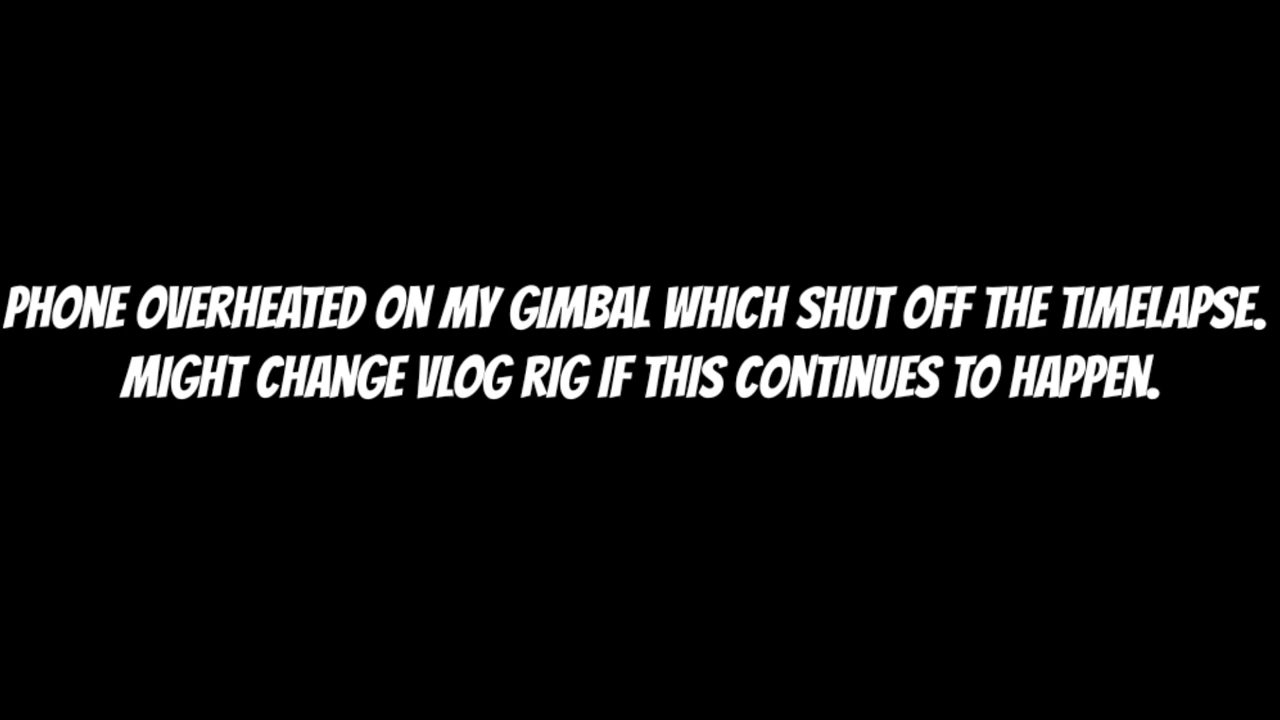 PHONE OVERHEATED ON MY GIMBAL WHICH SHUT OFF THE TIMELAPSE.
MIGHT CHANGE VLOG RIG IF THIS CONTINUES TO HAPPEN.